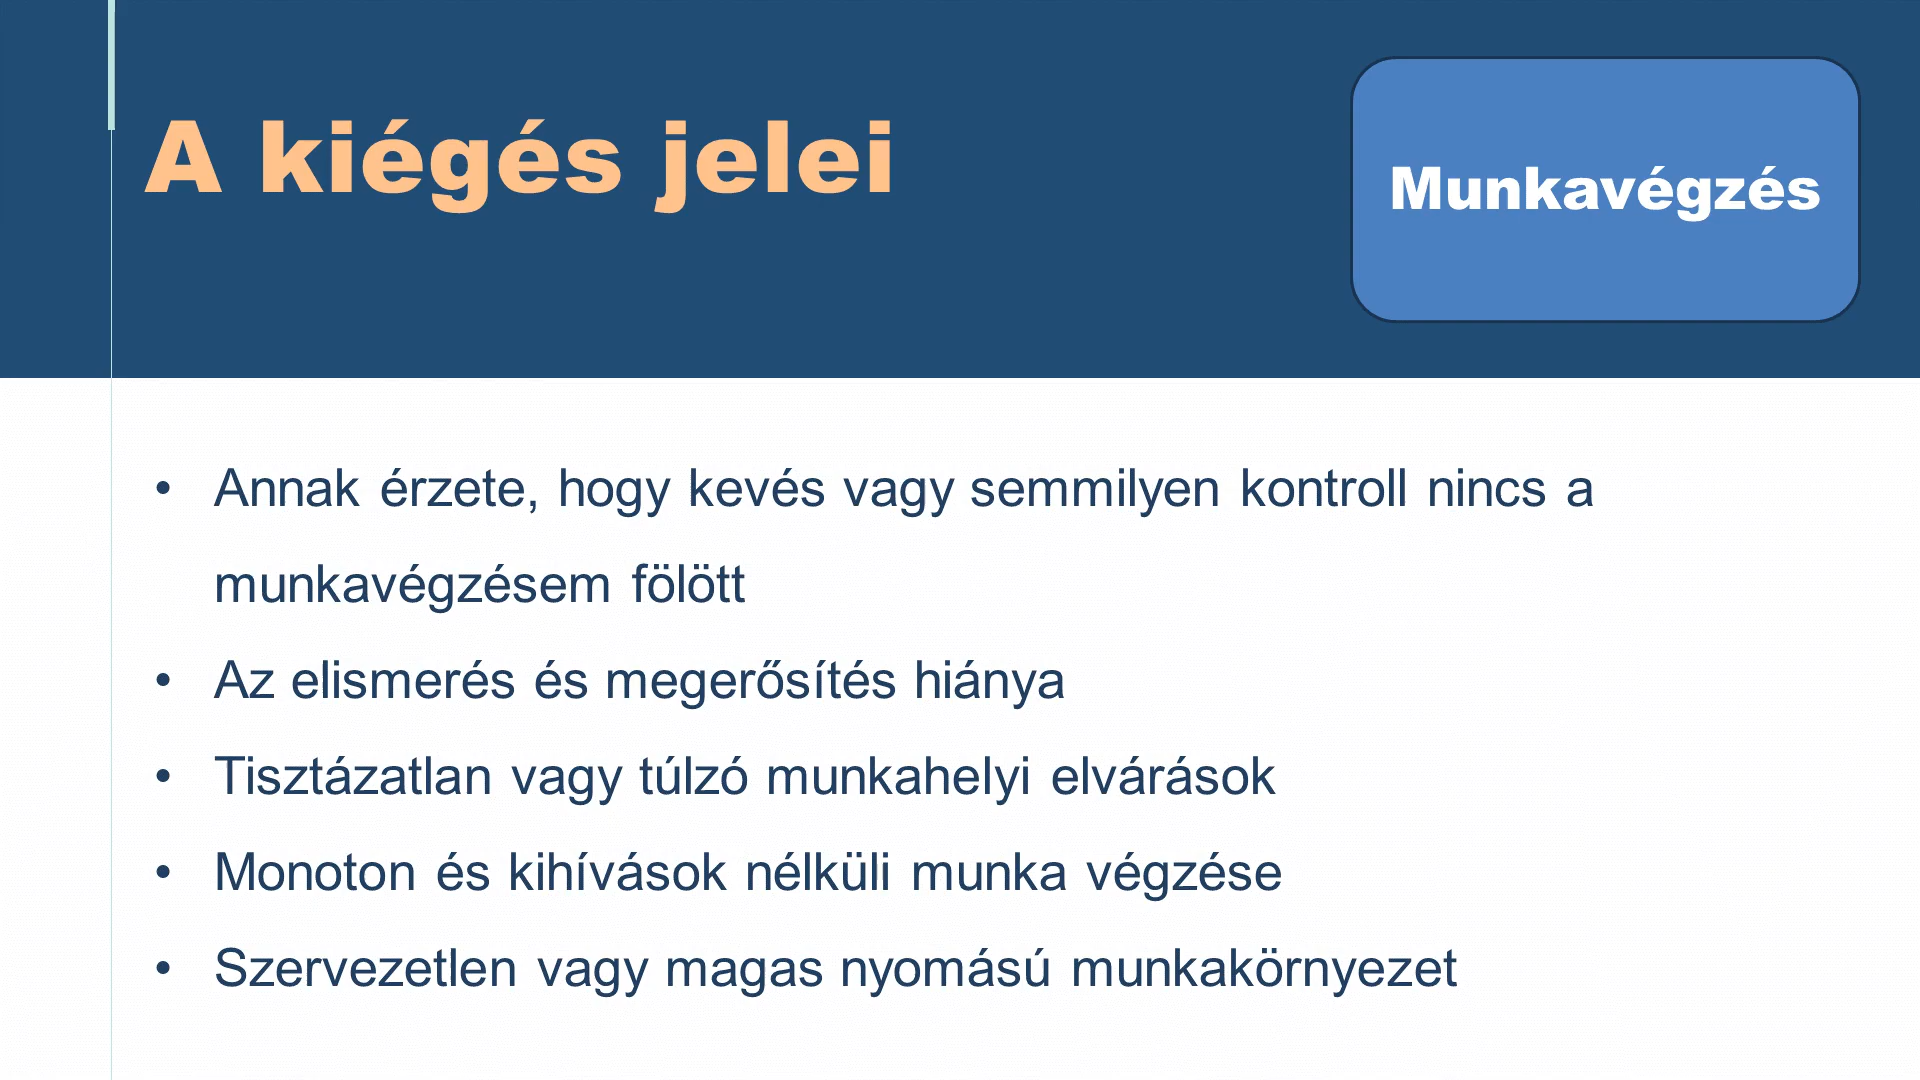 A kiégés jelei
Munkavégzés
• Annak érzete, hogy kevés vagy semmilyen kontroll nincs a
munkavégzésem fölött
• Az elismerés és megerősítés hiánya
• Tisztázatlan vagy túlzó munkahelyi elvárások
• Monoton és kihívások nélküli munka végzése
• Szervezetlen vagy magas nyomású munkakörnyezet